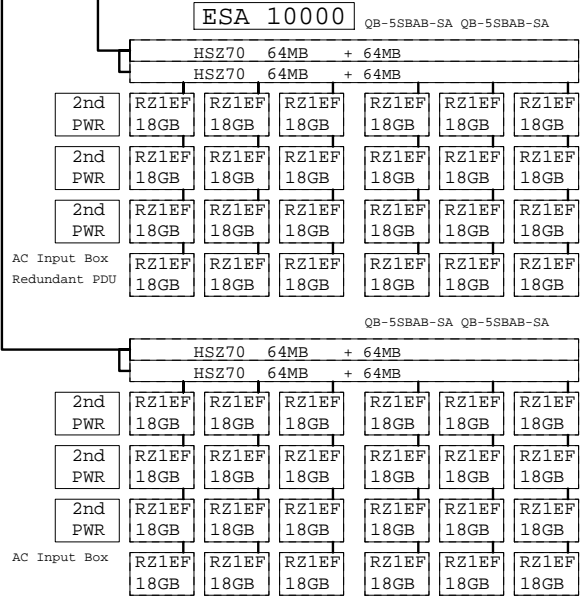 ESA 10000 QB-5SBAB-SA QB-5SBAB-SA
HSZ70 64MB + 64MB
HSZ70 64MB + 64MB
2nd RZ1EF RZ1EF RZ1EF RZ1EF RZ1EF RZ1EF
PWR 18GB 18GB 18GB 18GB 18GB 18GB
2nd RZ1EF RZ1EF RZ1EF RZ1EF RZ1EF RZ1EF
PWR 18GB 18GB 18GB 18GB 18GB 18GB
2nd RZ1EF RZ1EF RZ1EF RZ1EF RZ1EF RZ1EF
PWR 18GB 18GB 18GB 18GB 18GB 18GB
AC Input Box RZ1EF RZ1EF RZ1EF RZ1EF RZ1EF RZ1EF
Redundant PDU 18GB 18GB 18GB 18GB 18GB 18GB
QB-5SBAB-SA QB-5SBAB-SA
HSZ70 64MB + 64MB
HSZ70 64MB + 64MB
2nd RZ1EF RZ1EF RZ1EF RZ1EF RZ1EF RZ1EF
PWR 18GB 18GB 18GB 18GB 18GB 18GB
2nd RZ1EF RZ1EF RZ1EF RZ1EF RZ1EF RZ1EF
PWR 18GB 18GB 18GB 18GB 18GB 18GB
2nd RZ1EF RZ1EF RZ1EF RZ1EF RZ1EF RZ1EF
PWR 18GB 18GB 18GB 18GB 18GB 18GB
AC Input Box RZ1EF RZ1EF RZ1EF RZ1EF RZ1EF RZ1EF
18GB 18GB 18GB 18GB 18GB 18GB